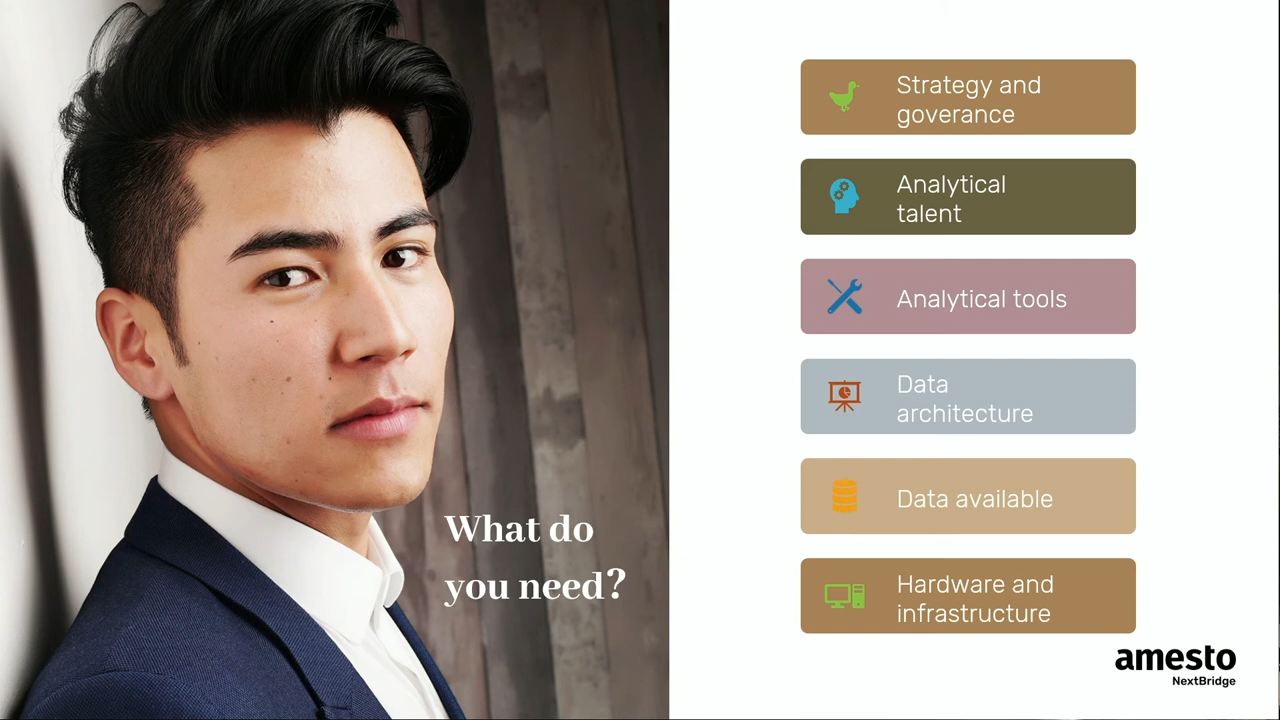 What do
you need?
Strategy and
goverance
Analytical
talent
Analytical tools
Data
architecture
Data available
Hardware and
infrastructure
amesto
NextBridge